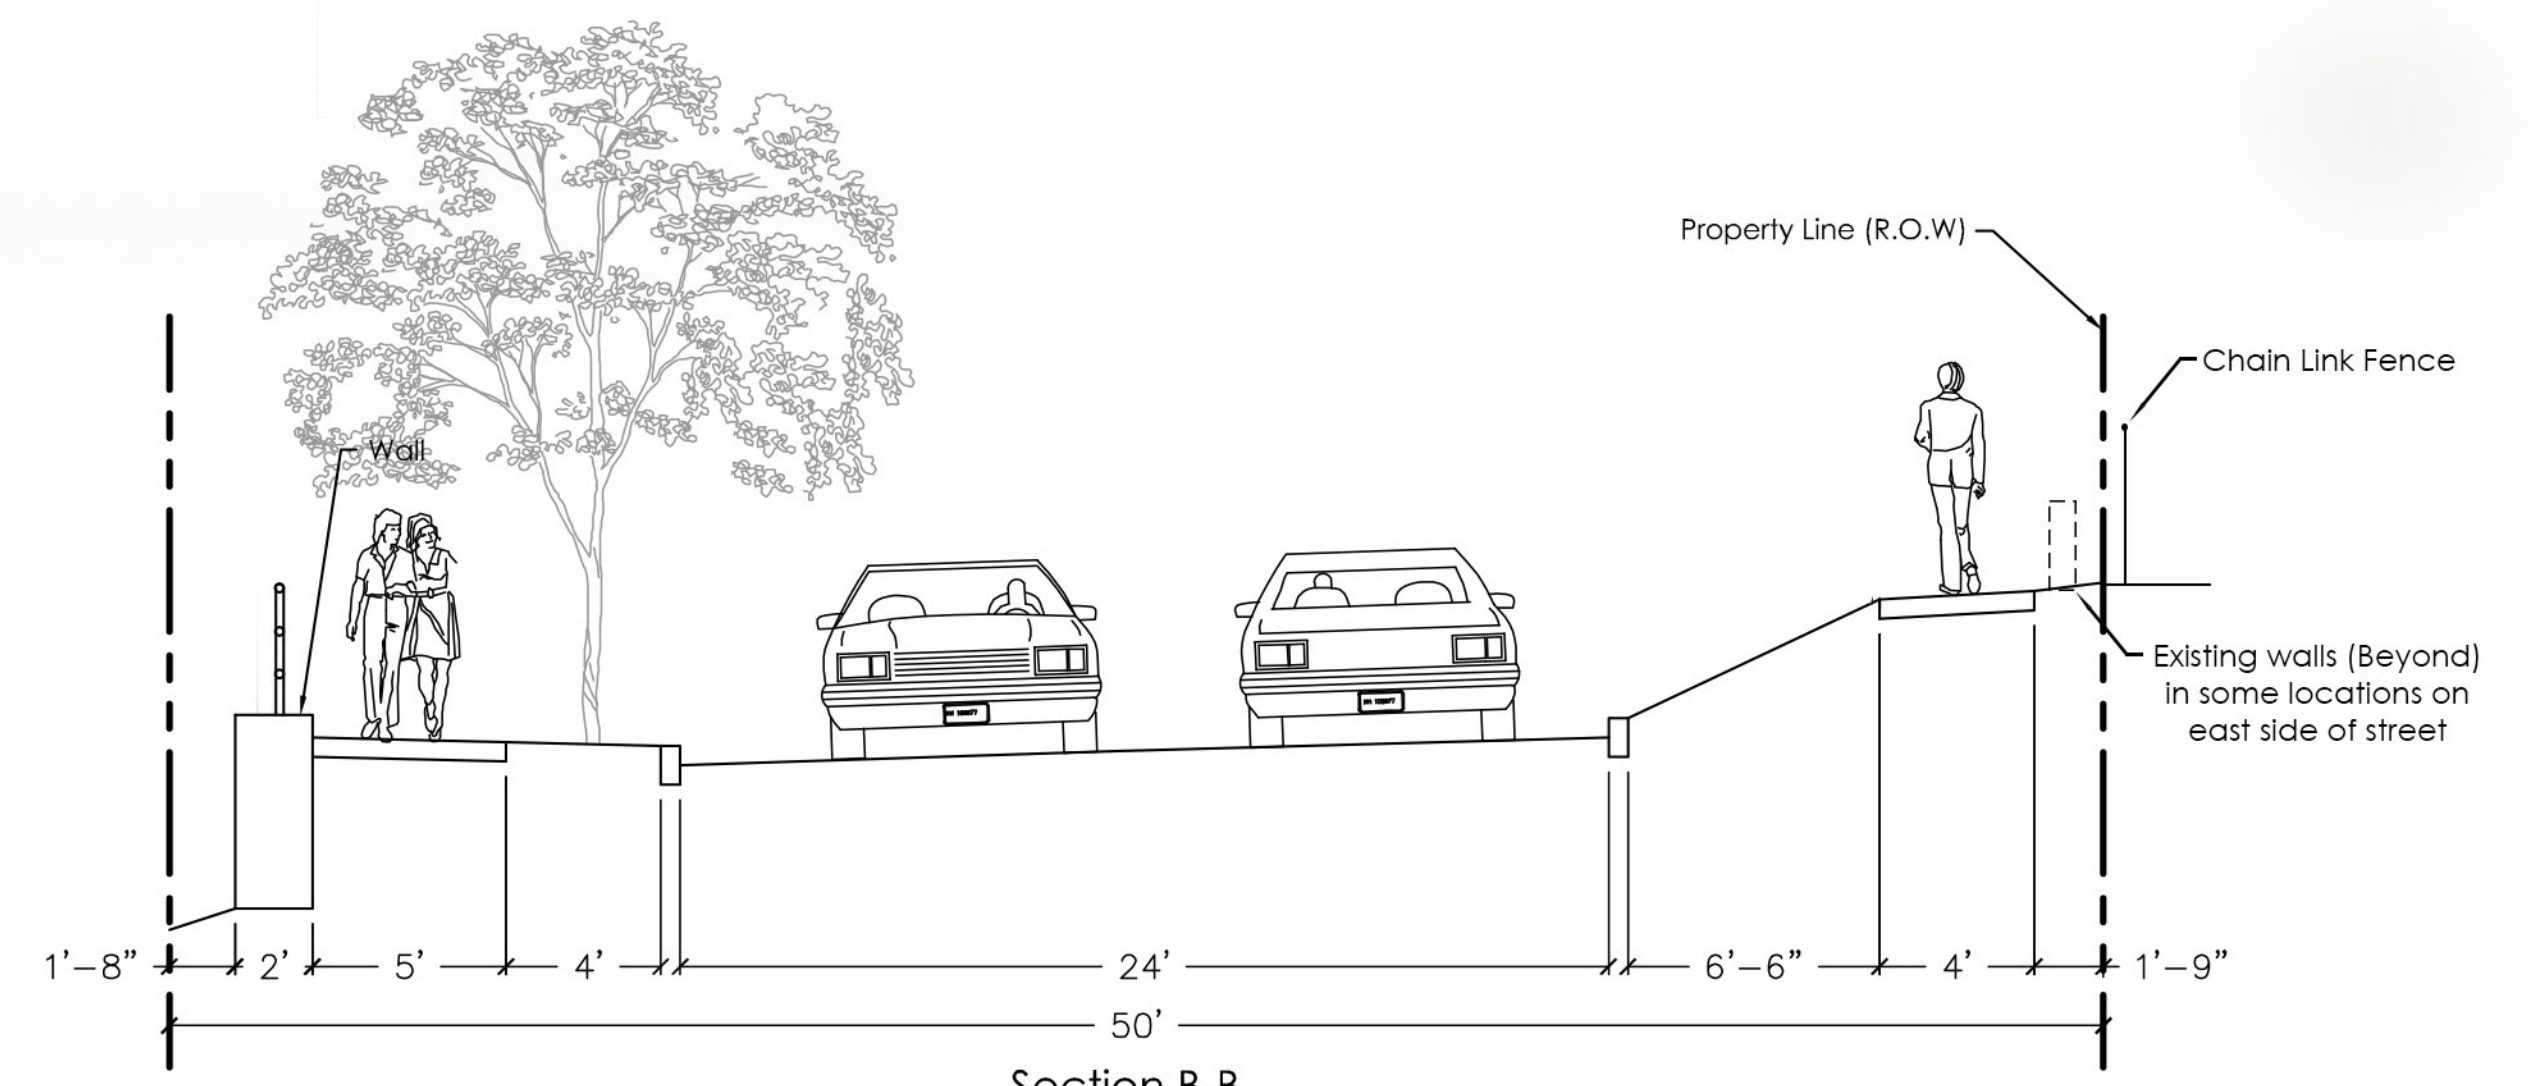 Property Line (R.O.W)
Chain Link Fence
Wall
Existing walls (Beyond)
in some locations on
east side of street
1'-8" 2' 5' 4' 24' 6'-6" 4' 1'-9"
50'
Section B-B